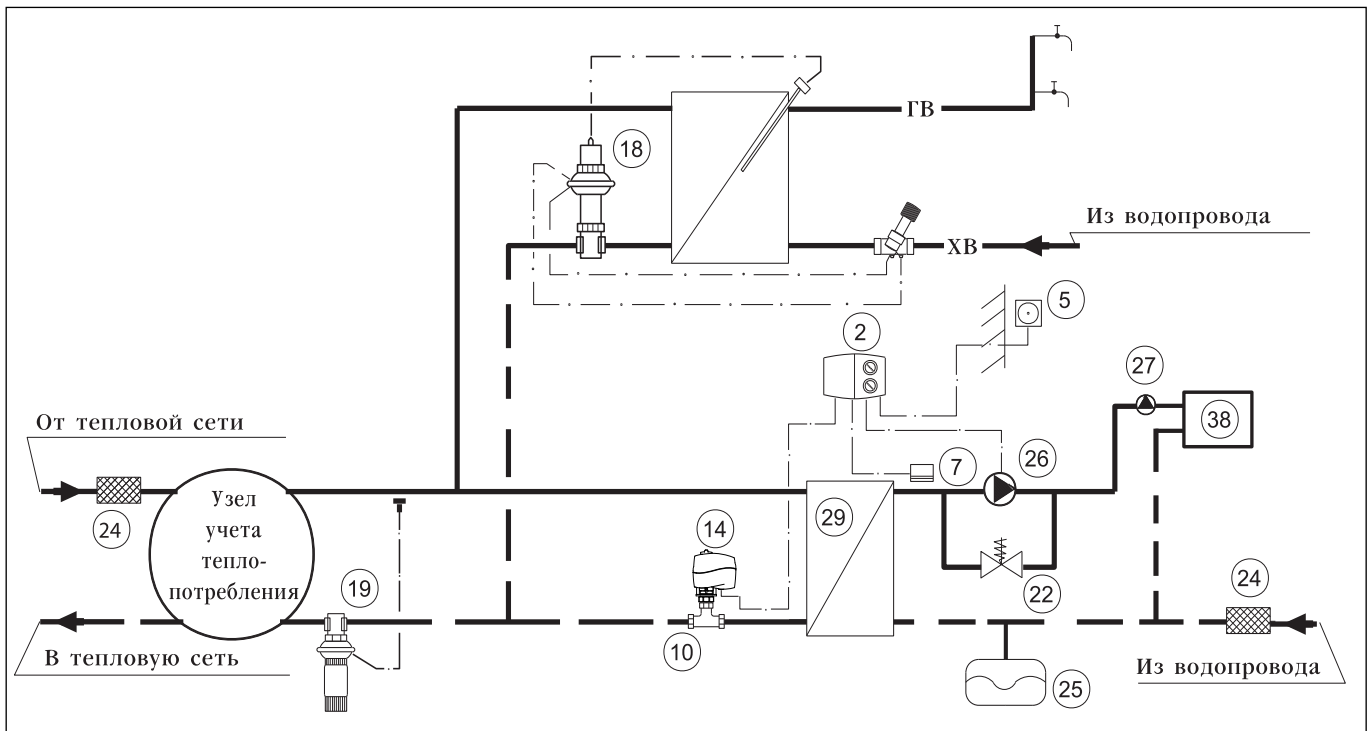 18
ГВ
Из водопровода
ХВ
5
2
27
38
От тепловой сети
7
26
24
Узел
учета
тепло-
потребления
29
14
19
22
24
В тепловую сеть
10
25
Из водопровода